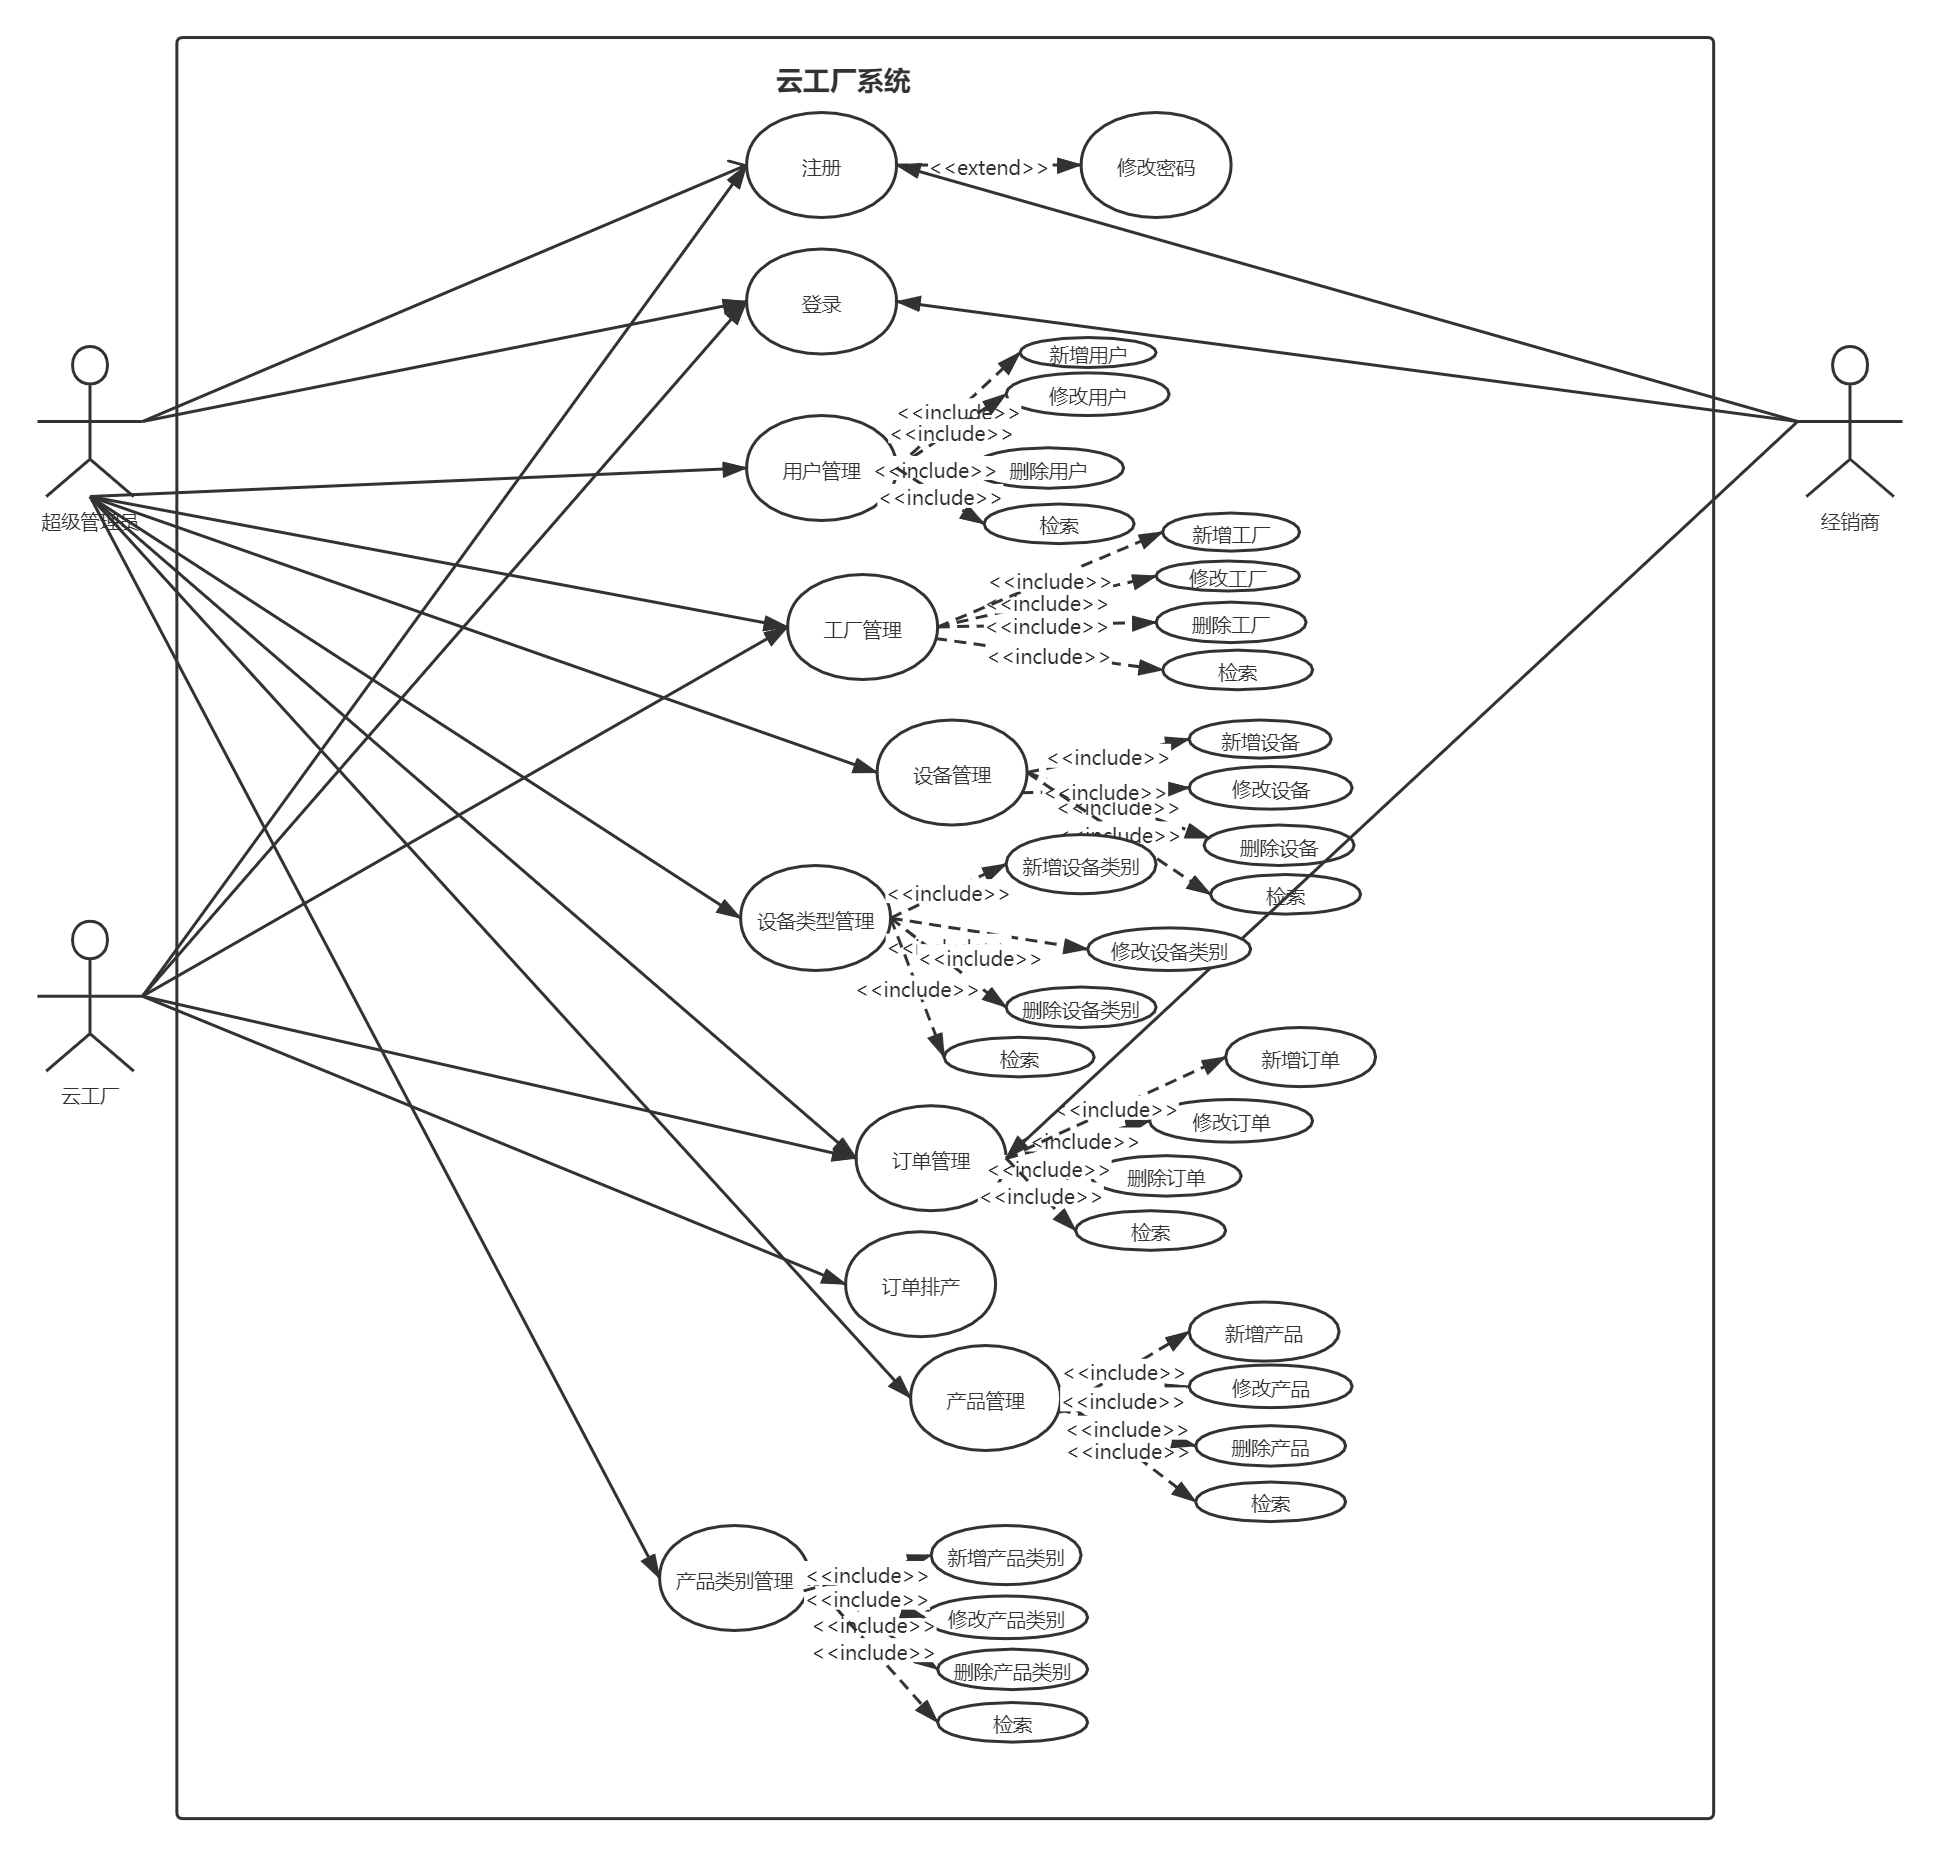 云工厂系统
注册
<<extend>>
修改密码
登录
新增用户
<<include>>
修改用户
<<include>>
用户管理
<<include>>
删除用户
<<include>>
检索
超级管理员
经销商
新增工厂
<<include>>
修改工厂
<<include>>
工厂管理
<<include>>
删除工厂
<<include>>
检索
新增设备
<<include>>
设备管理
<<include>>
修改设备
<<include>>
<<include>>
删除设备
新增设备类别
检索
<<include>>
设备类型管理
修改设备类别
<<include>>
<<include>>
删除设备类别
检索
云工厂
新增订单
<<include>>
修改订单
<<include>>
订单管理
<<include>>
删除订单
<<include>>
检索
订单排产
新增产品
<<include>>
修改产品
产品管理
<<include>>
<<include>>
删除产品
<<include>>
检索
新增产品类别
<<include>>
产品类别管理
<<include>>
修改产品类别
<<include>>
<<include>>
删除产品类别
检索